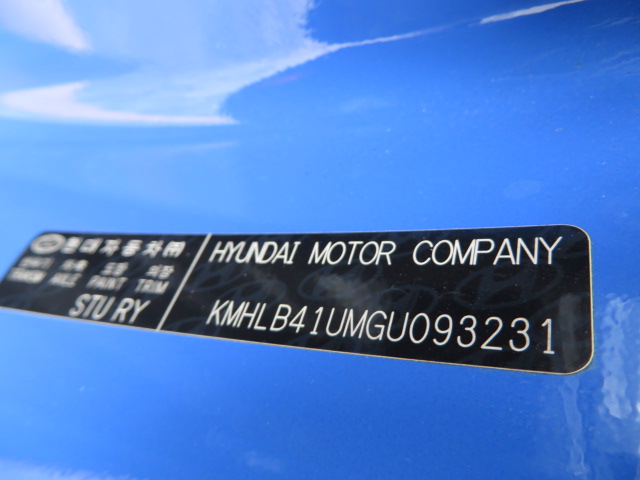 현대자동차㈜
HYUNDAI MOTOR COMPANY
PAINT TRIM
STU RY
KMHLB41UMGU093231